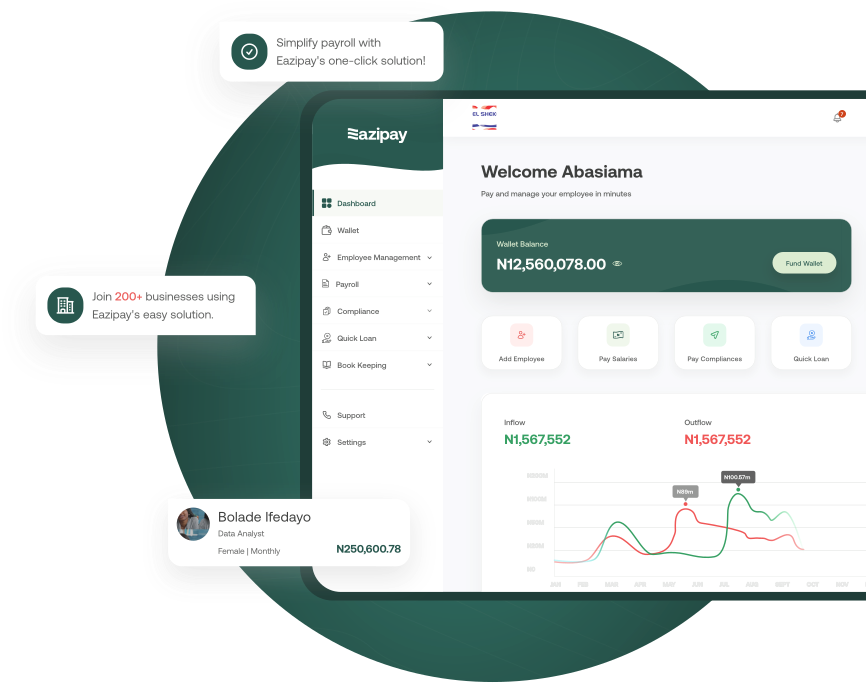 Simplify payroll with
Eazipay's one-click solution!
Eazipay
EL SHEK
7
Welcome Abasiama
Pay and manage your employee in minutes
Dashboard
Wallet
Employee Management
Payroll
Compliance
Quick Loan
Book Keeping
Support
Settings
Wallet Balance
N12,560,078.00
Fund Wallet
Join 200+ businesses using
Eazipay's easy solution.
Add Employee
Pay Salaries
Pay Compliances
Quick Loan
Inflow
Outflow
N1,567,552
N1,567,552
N100.57m
N89m
JAN FEB MAR APR MAY JUN JUL AUG SEPT OCT NOV
Bolade Ifedayo
Data Analyst
Female | Monthly
N250,600.78